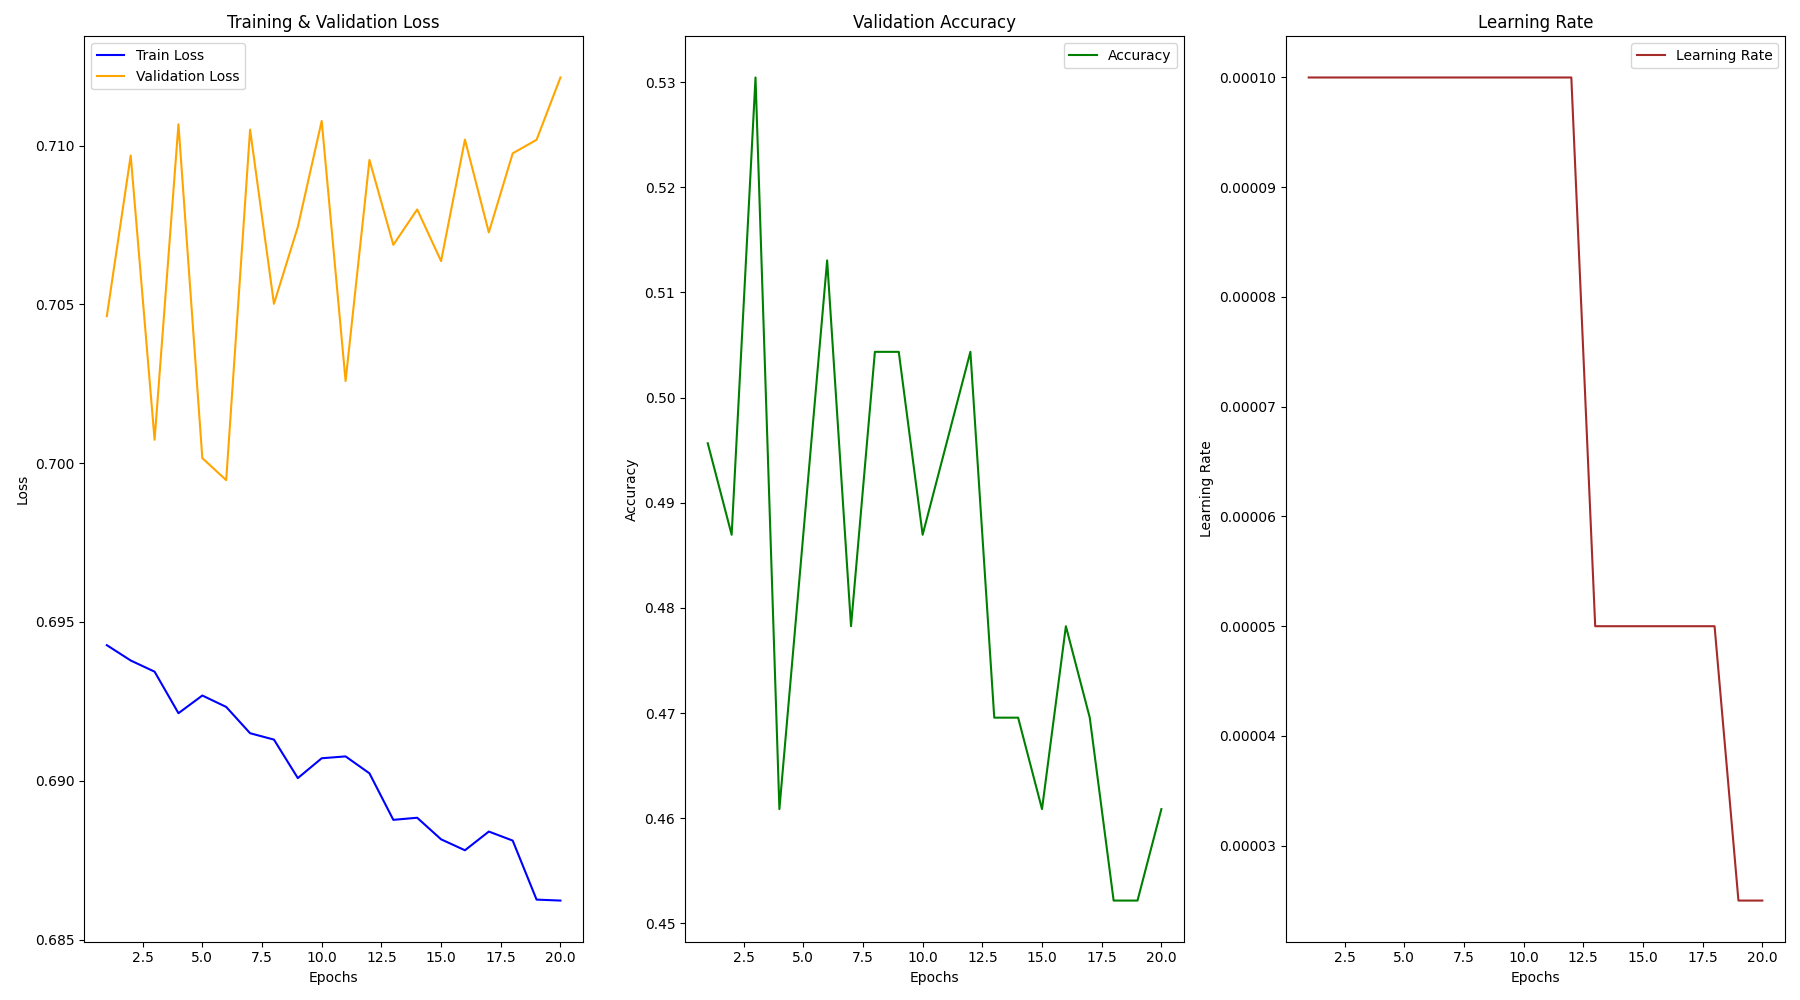 Training & Validation Loss
Train Loss
Validation Loss
0.710
0.705
0.700
0.695
0.690
0.685
Loss
2.5 5.0 7.5 10.0 12.5 15.0 17.5 20.0
Epochs
Validation Accuracy
Accuracy
0.53
0.52
0.51
0.50
0.49
0.48
0.47
0.46
0.45
Accuracy
2.5 5.0 7.5 10.0 12.5 15.0 17.5 20.0
Epochs
Learning Rate
Learning Rate
0.00010
0.00009
0.00008
0.00007
0.00006
0.00005
0.00004
0.00003
Learning Rate
2.5 5.0 7.5 10.0 12.5 15.0 17.5 20.0
Epochs